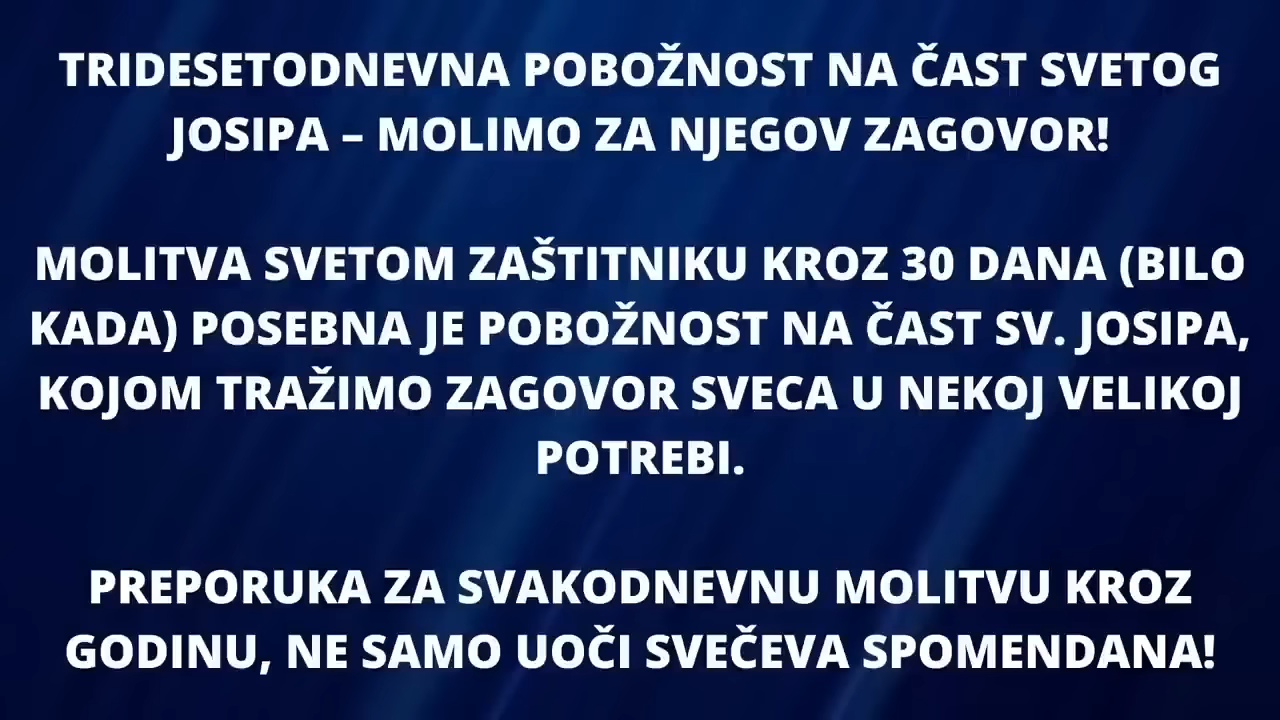 TRIDESETODNEVNA POBOŽNOST NA ČAST SVETOG
JOSIPA – MOLIMO ZA NJEGOV ZAGOVOR!
MOLITVA SVETOM ZAŠTITNIKU KROZ 30 DANA (BILO
KADA) POSEBNA JE POBOŽNOST NA ČAST SV. JOSIPA,
KOJOM TRAŽIMO ZAGOVOR SVECA U NEKOJ VELIKOJ
POTREBI.
PREPORUKA ZA SVAKODNEVNU MOLITVU KROZ
GODINU, NE SAMO UOČI SVEČEVA SPOMENDANA!